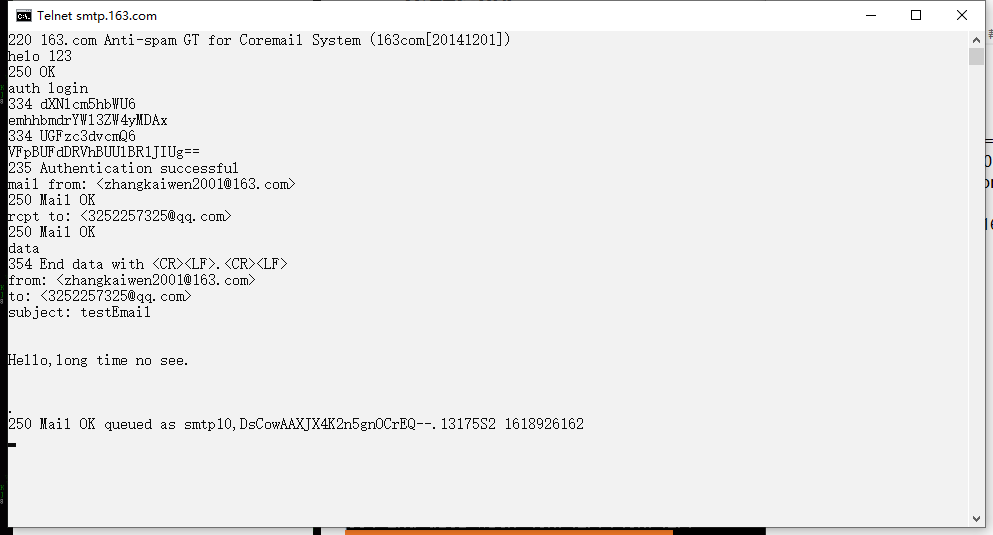 Telnet smtp.163.com
220 163.com Anti-spam GT for Coremail System (163com[20141201])
helo 123
250 OK
auth login
334 dXNlcm5hbWU6
emhhbmdrYW13ZW4yMDAx
334 UGFzc3dvcmQ6
VFpBUFdDRVhBUU1BR1JIUg==
235 Authentication successful
mail from: <zhangkaiwen2001@163.com>
250 Mail OK
rcpt to: <3252257325@qq.com>
250 Mail OK
data
354 End data with <CR><LF>.<CR><LF>
from: <zhangkaiwen2001@163.com>
to: <3252257325@qq.com>
subject: testEmail
Hello,long time no see.
.
250 Mail OK queued as smtp10,DsCowAAXJX4K2n5gnOCrEQ--.13175S2 1618926162